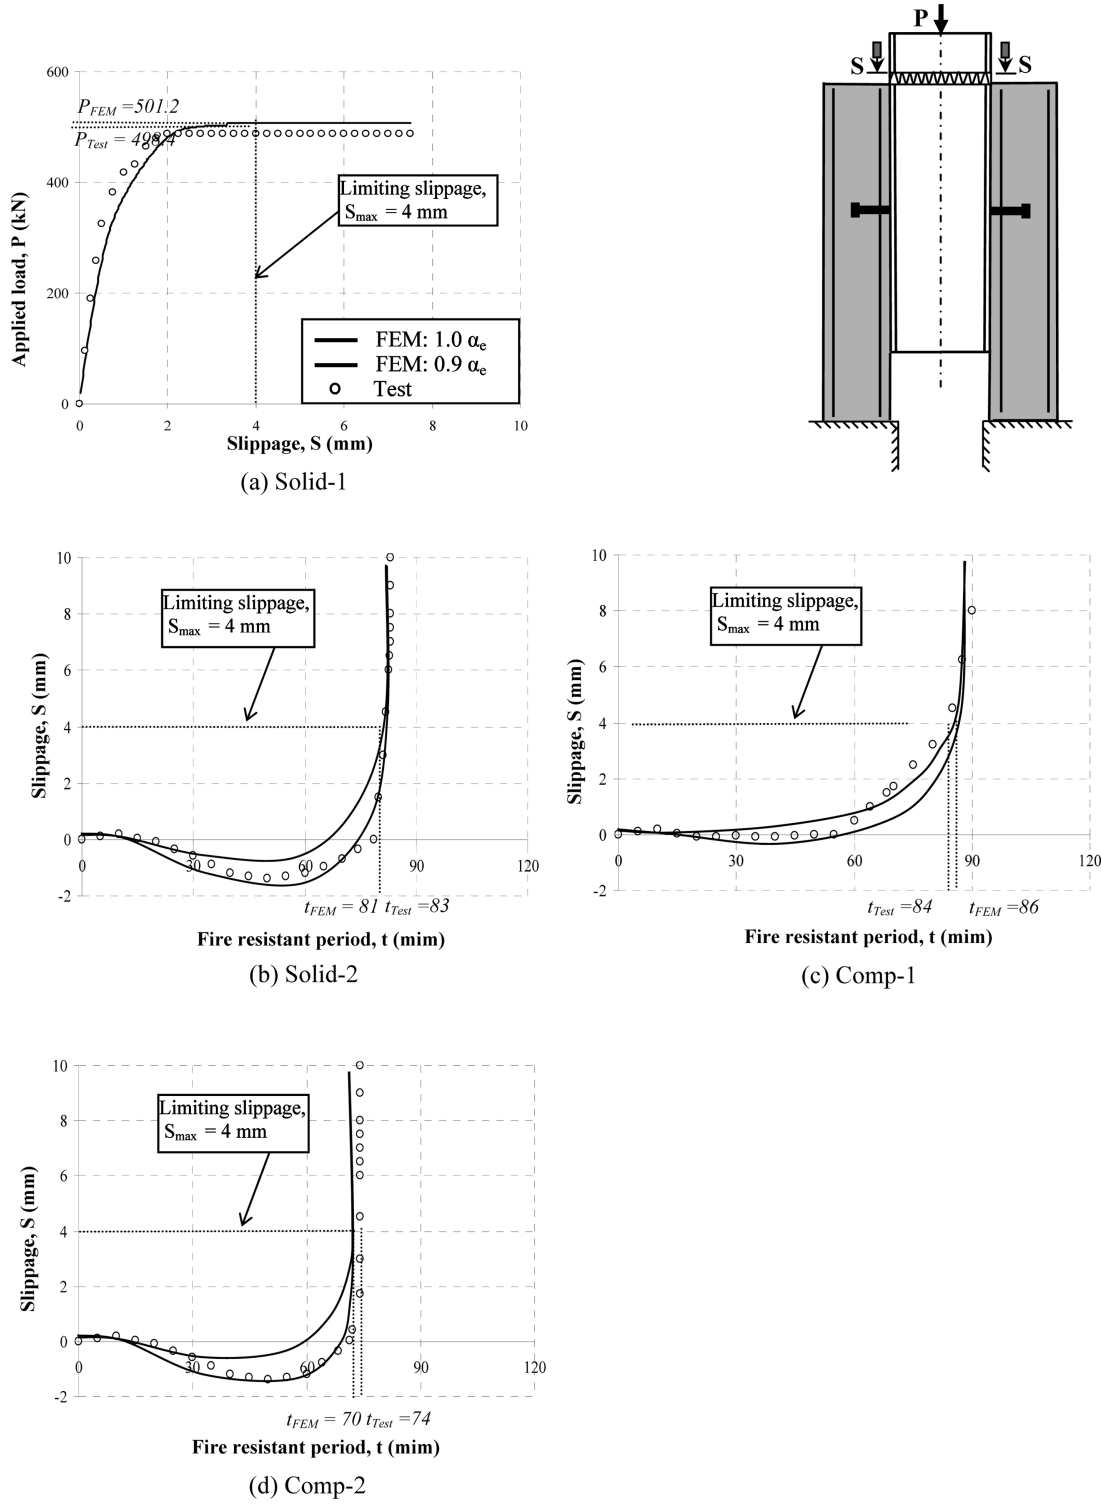 P
S S
600
P_FEM =501.2
P_Test = 498.4
400
200
0
Applied load, P (kN)
Limiting slippage,
S_max = 4 mm
FEM: 1.0 α_e
FEM: 0.9 α_e
Test
0 2 4 6 8 10
Slippage, S (mm)
(a) Solid-1
10
8
6
4
2
0
-2
Slippage, S (mm)
Limiting slippage,
S_max = 4 mm
0 30 60 90 120
t_FEM = 81 t_Test =83
Fire resistant period, t (mim)
(b) Solid-2
10
8
6
4
2
0
-2
Slippage, S (mm)
Limiting slippage,
S_max = 4 mm
0 30 60 90 120
t_Test =84 t_FEM =86
Fire resistant period, t (mim)
(c) Comp-1
10
8
6
4
2
0
-2
Slippage, S (mm)
Limiting slippage,
S_max = 4 mm
0 30 60 90 120
t_FEM = 70 t_Test =74
Fire resistant period, t (mim)
(d) Comp-2